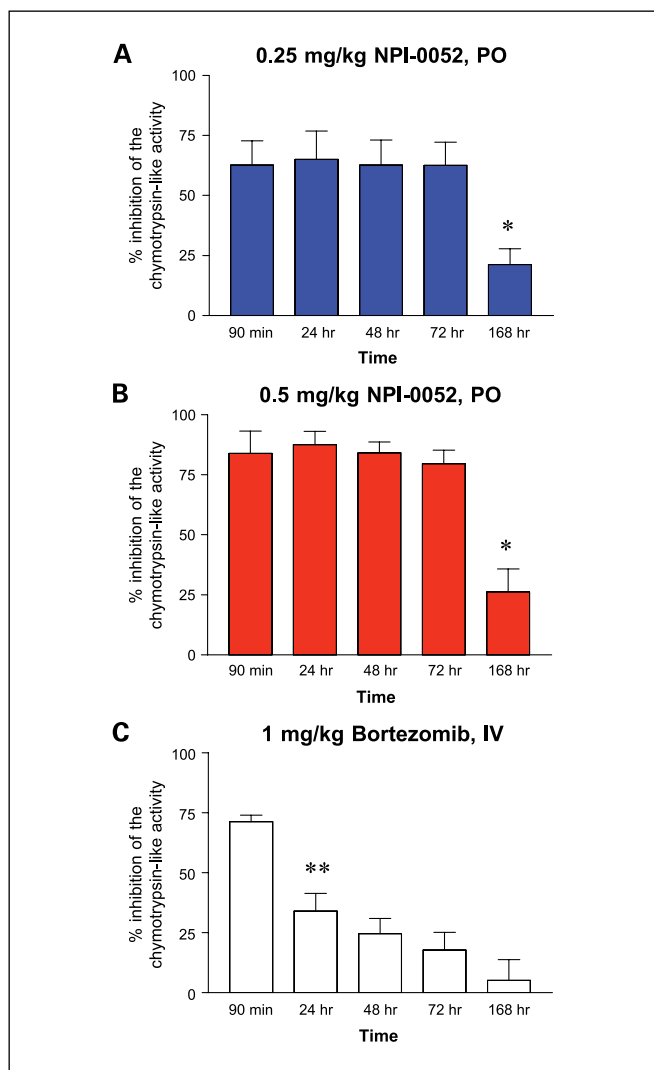 A
0.25 mg/kg NPI-0052, PO
% inhibition of the
chymotrypsin-like activity
100
75
50
25
0
*
90 min 24 hr 48 hr 72 hr 168 hr
Time
B
0.5 mg/kg NPI-0052, PO
% inhibition of the
chymotrypsin-like activity
100
75
50
25
0
*
90 min 24 hr 48 hr 72 hr 168 hr
Time
C
1 mg/kg Bortezomib, IV
% inhibition of the
chymotrypsin-like activity
100
75
50
25
0
**
90 min 24 hr 48 hr 72 hr 168 hr
Time